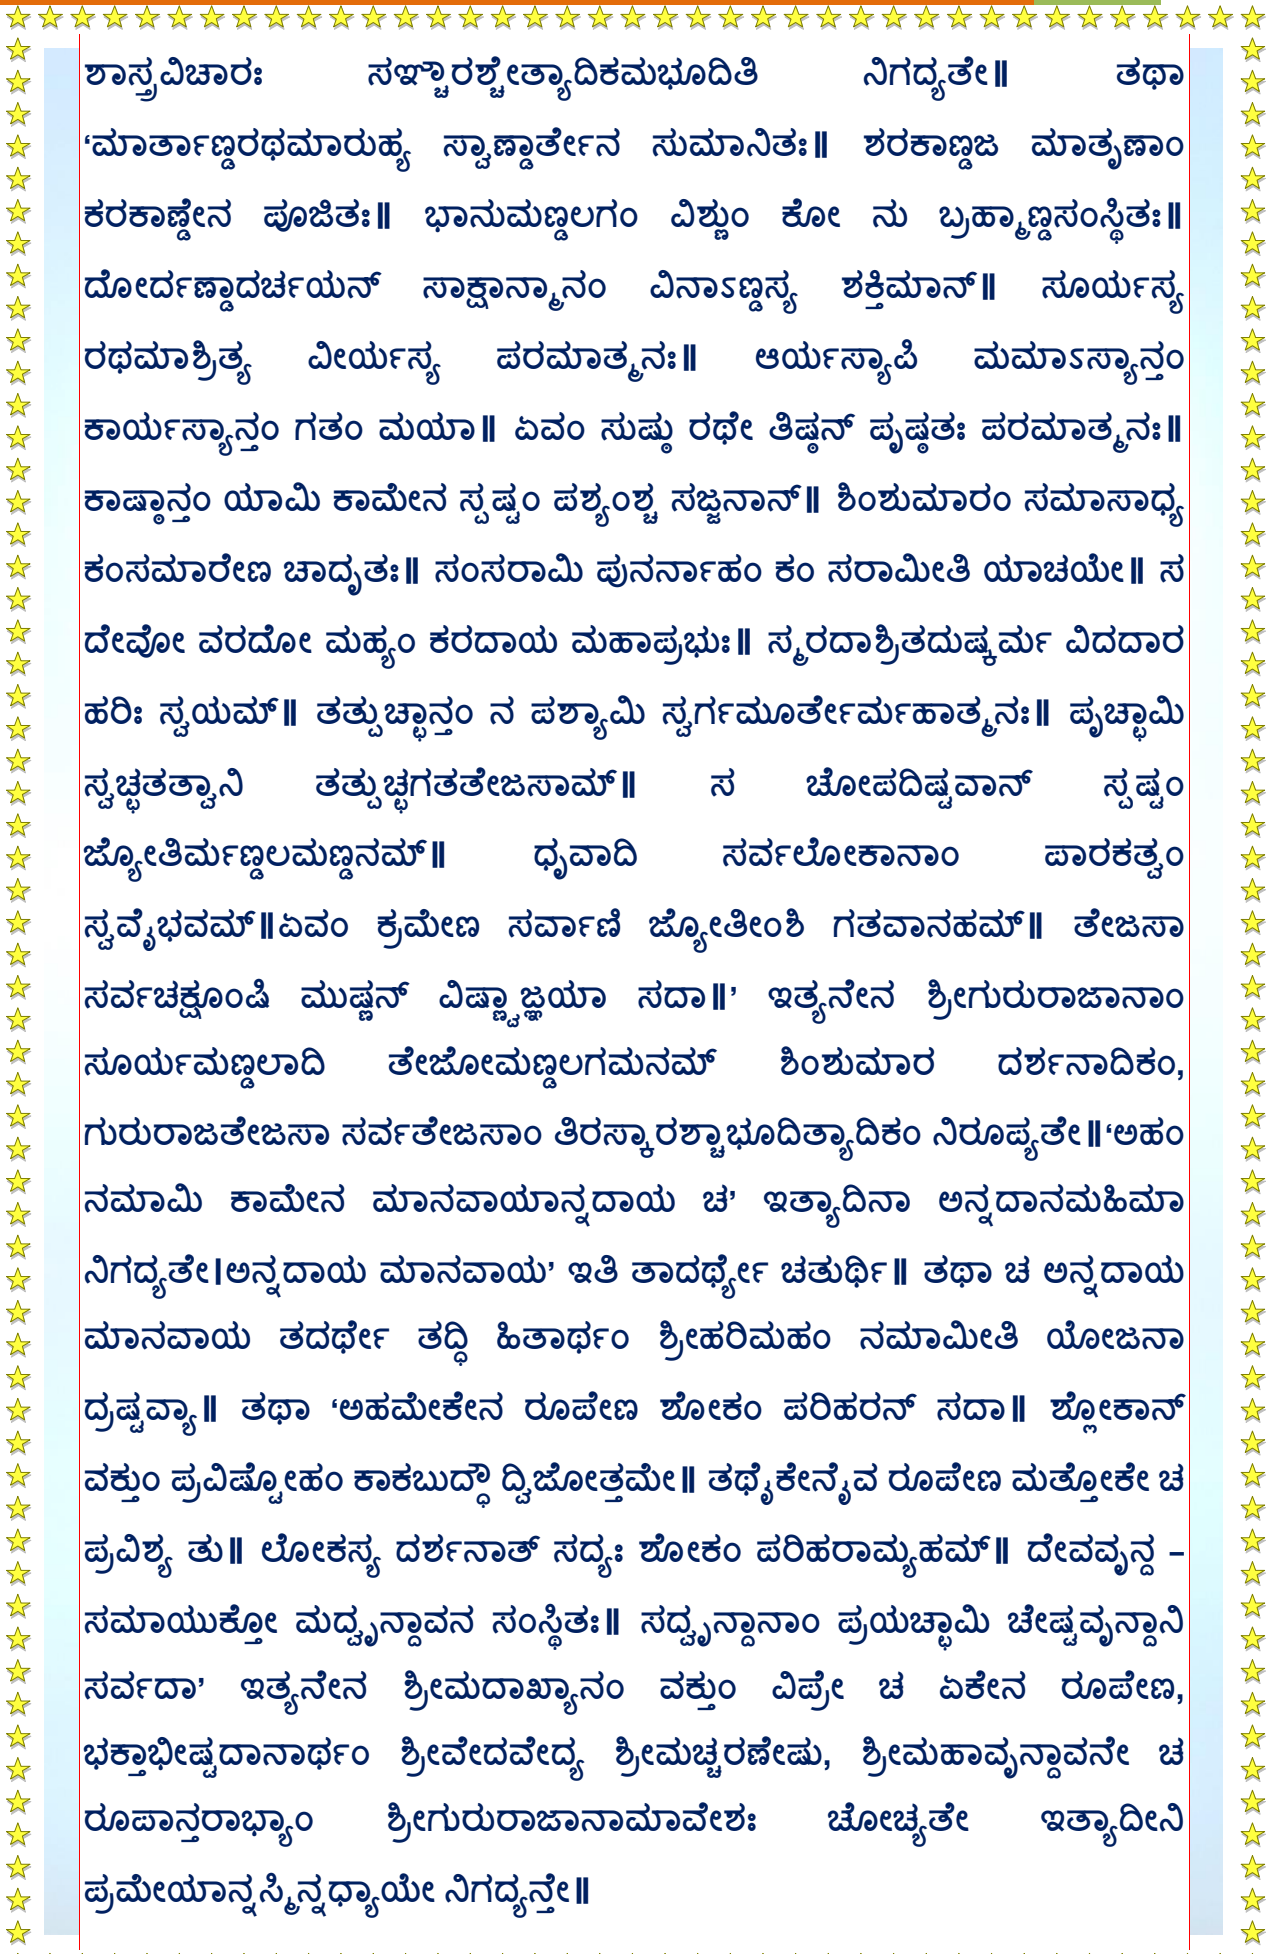 ಶಾಸ್ತ್ರವಿಚಾರಃ ಸಞ್ಚಾರಶ್ಚೇತ್ಯಾದಿಕಮಭೂದಿತಿ ನಿಗದ್ಯತೇ॥ ತಥಾ
‘ಮಾರ್ತಾಣ್ಡರಥಮಾರುಹ್ಯ ಸ್ವಾಣ್ಡಾರ್ತೇನ ಸುಮಾನಿತಃ॥ ಶರಕಾಣ್ಡಜ ಮಾತೃಣಾಂ
ಕರಕಾಣ್ಡೇನ ಪೂಜಿತಃ॥ ಭಾನುಮಣ್ಡಲಗಂ ವಿಶ್ಣುಂ ಕೋ ನು ಬ್ರಹ್ಮಾಣ್ಡಸಂಸ್ಥಿತಃ॥
ದೋರ್ದಣ್ಡಾದರ್ಚಯನ್ ಸಾಕ್ಷಾನ್ಮಾನಂ ವಿನಾಽಣ್ಡಸ್ಯ ಶಕ್ತಿಮಾನ್॥ ಸೂರ್ಯಸ್ಯ
ರಥಮಾಶ್ರಿತ್ಯ ವೀರ್ಯಸ್ಯ ಪರಮಾತ್ಮನಃ॥ ಆರ್ಯಸ್ಯಾಪಿ ಮಮಾಽಸ್ಯಾನ್ತಂ
ಕಾರ್ಯಸ್ಯಾನ್ತಂ ಗತಂ ಮಯಾ॥ ಏವಂ ಸುಷ್ಠು ರಥೇ ತಿಷ್ಠನ್ ಪೃಷ್ಠತಃ ಪರಮಾತ್ಮನಃ॥
ಕಾಷ್ಠಾನ್ತಂ ಯಾಮಿ ಕಾಮೇನ ಸ್ಪಷ್ಟಂ ಪಶ್ಯಂಶ್ಚ ಸಜ್ಜನಾನ್॥ ಶಿಂಶುಮಾರಂ ಸಮಾಸಾಧ್ಯ
ಕಂಸಮಾರೇಣ ಚಾದೃತಃ॥ ಸಂಸರಾಮಿ ಪುನರ್ನಾಹಂ ಕಂ ಸರಾಮೀತಿ ಯಾಚಯೇ॥ ಸ
ದೇವೋ ವರದೋ ಮಹ್ಯಂ ಕರದಾಯ ಮಹಾಪ್ರಭುಃ॥ ಸ್ಮರದಾಶ್ರಿತದುಷ್ಕರ್ಮ ವಿದದಾರ
ಹರಿಃ ಸ್ವಯಮ್॥ ತತ್ಪುಚ್ಛಾನ್ತಂ ನ ಪಶ್ಯಾಮಿ ಸ್ವರ್ಗಮೂರ್ತೇರ್ಮಹಾತ್ಮನಃ॥ ಪೃಚ್ಛಾಮಿ
ಸ್ವಚ್ಛತತ್ವಾನಿ ತತ್ಪುಚ್ಛಗತತೇಜಸಾಮ್॥ ಸ ಚೋಪದಿಷ್ಟವಾನ್ ಸ್ಪಷ್ಟಂ
ಜ್ಯೋತಿರ್ಮಣ್ಡಲಮಣ್ಡನಮ್॥ ಧೃವಾದಿ ಸರ್ವಲೋಕಾನಾಂ ಪಾರಕತ್ವಂ
ಸ್ವವೈಭವಮ್॥ಏವಂ ಕ್ರಮೇಣ ಸರ್ವಾಣಿ ಜ್ಯೋತೀಂಶಿ ಗತವಾನಹಮ್॥ ತೇಜಸಾ
ಸರ್ವಚಕ್ಷೂಂಷಿ ಮುಷ್ಣನ್ ವಿಷ್ಣ್ವಾಜ್ಞಯಾ ಸದಾ॥’ ಇತ್ಯನೇನ ಶ್ರೀಗುರುರಾಜಾನಾಂ
ಸೂರ್ಯಮಣ್ಡಲಾದಿ ತೇಜೋಮಣ್ಡಲಗಮನಮ್ ಶಿಂಶುಮಾರ ದರ್ಶನಾದಿಕಂ,
ಗುರುರಾಜತೇಜಸಾ ಸರ್ವತೇಜಸಾಂ ತಿರಸ್ಕಾರಶ್ಚಾಭೂದಿತ್ಯಾದಿಕಂ ನಿರೂಪ್ಯತೇ॥‘ಅಹಂ
ನಮಾಮಿ ಕಾಮೇನ ಮಾನವಾಯಾನ್ನದಾಯ ಚ’ ಇತ್ಯಾದಿನಾ ಅನ್ನದಾನಮಹಿಮಾ
ನಿಗದ್ಯತೇ।ಅನ್ನದಾಯ ಮಾನವಾಯ’ ಇತಿ ತಾದರ್ಥ್ಯೇ ಚತುರ್ಥಿ॥ ತಥಾ ಚ ಅನ್ನದಾಯ
ಮಾನವಾಯ ತದರ್ಥೇ ತದ್ಧಿ ಹಿತಾರ್ಥಂ ಶ್ರೀಹರಿಮಹಂ ನಮಾಮೀತಿ ಯೋಜನಾ
ದ್ರಷ್ಟವ್ಯಾ॥ ತಥಾ ‘ಅಹಮೇಕೇನ ರೂಪೇಣ ಶೋಕಂ ಪರಿಹರನ್ ಸದಾ॥ ಶ್ಲೋಕಾನ್
ವಕ್ತುಂ ಪ್ರವಿಷ್ಟೋಹಂ ಕಾಕಬುದ್ಧೌ ದ್ವಿಜೋತ್ತಮೇ॥ ತಥೈಕೇನೈವ ರೂಪೇಣ ಮತ್ತೋಕೇ ಚ
ಪ್ರವಿಶ್ಯ ತು॥ ಲೋಕಸ್ಯ ದರ್ಶನಾತ್ ಸದ್ಯಃ ಶೋಕಂ ಪರಿಹರಾಮ್ಯಹಮ್॥ ದೇವವೃನ್ದ –
ಸಮಾಯುಕ್ತೋ ಮದ್ವೃನ್ದಾವನ ಸಂಸ್ಥಿತಃ॥ ಸದ್ವೃನ್ದಾನಾಂ ಪ್ರಯಚ್ಛಾಮಿ ಚೇಷ್ಟವೃನ್ದಾನಿ
ಸರ್ವದಾ’ ಇತ್ಯನೇನ ಶ್ರೀಮದಾಖ್ಯಾನಂ ವಕ್ತುಂ ವಿಪ್ರೇ ಚ ಏಕೇನ ರೂಪೇಣ,
ಭಕ್ತಾಭೀಷ್ಟದಾನಾರ್ಥಂ ಶ್ರೀವೇದವೇದ್ಯ ಶ್ರೀಮಚ್ಚರಣೇಷು, ಶ್ರೀಮಹಾವೃನ್ದಾವನೇ ಚ
ರೂಪಾನ್ತರಾಭ್ಯಾಂ ಶ್ರೀಗುರುರಾಜಾನಾಮಾವೇಶಃ ಚೋಚ್ಯತೇ ಇತ್ಯಾದೀನಿ
ಪ್ರಮೇಯಾನ್ನಸ್ಮಿನ್ನಧ್ಯಾಯೇ ನಿಗದ್ಯನ್ತೇ॥